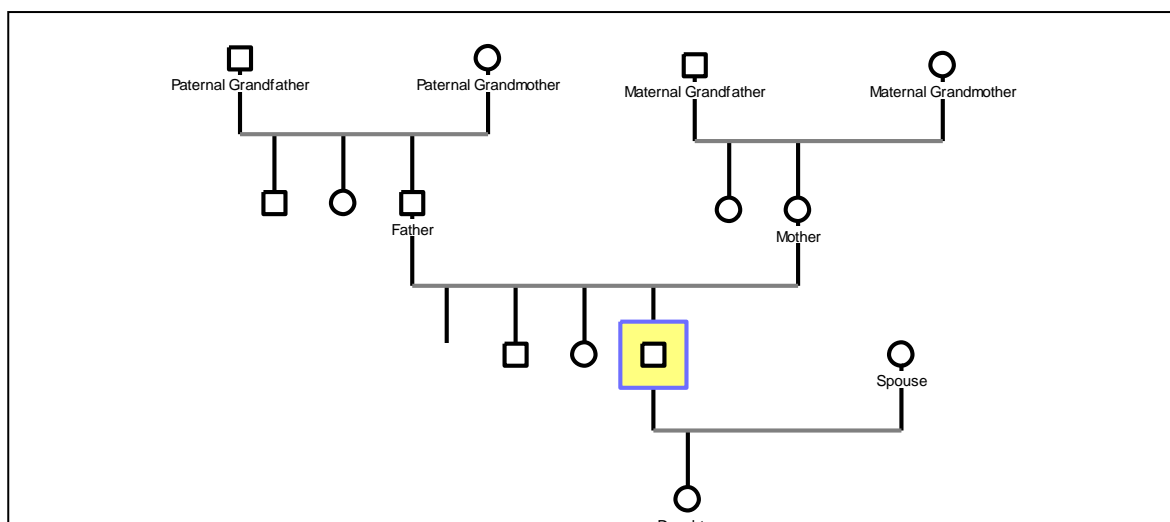 Paternal Grandfather
Paternal Grandmother
Maternal Grandfather
Maternal Grandmother
Father
Mother
Spouse